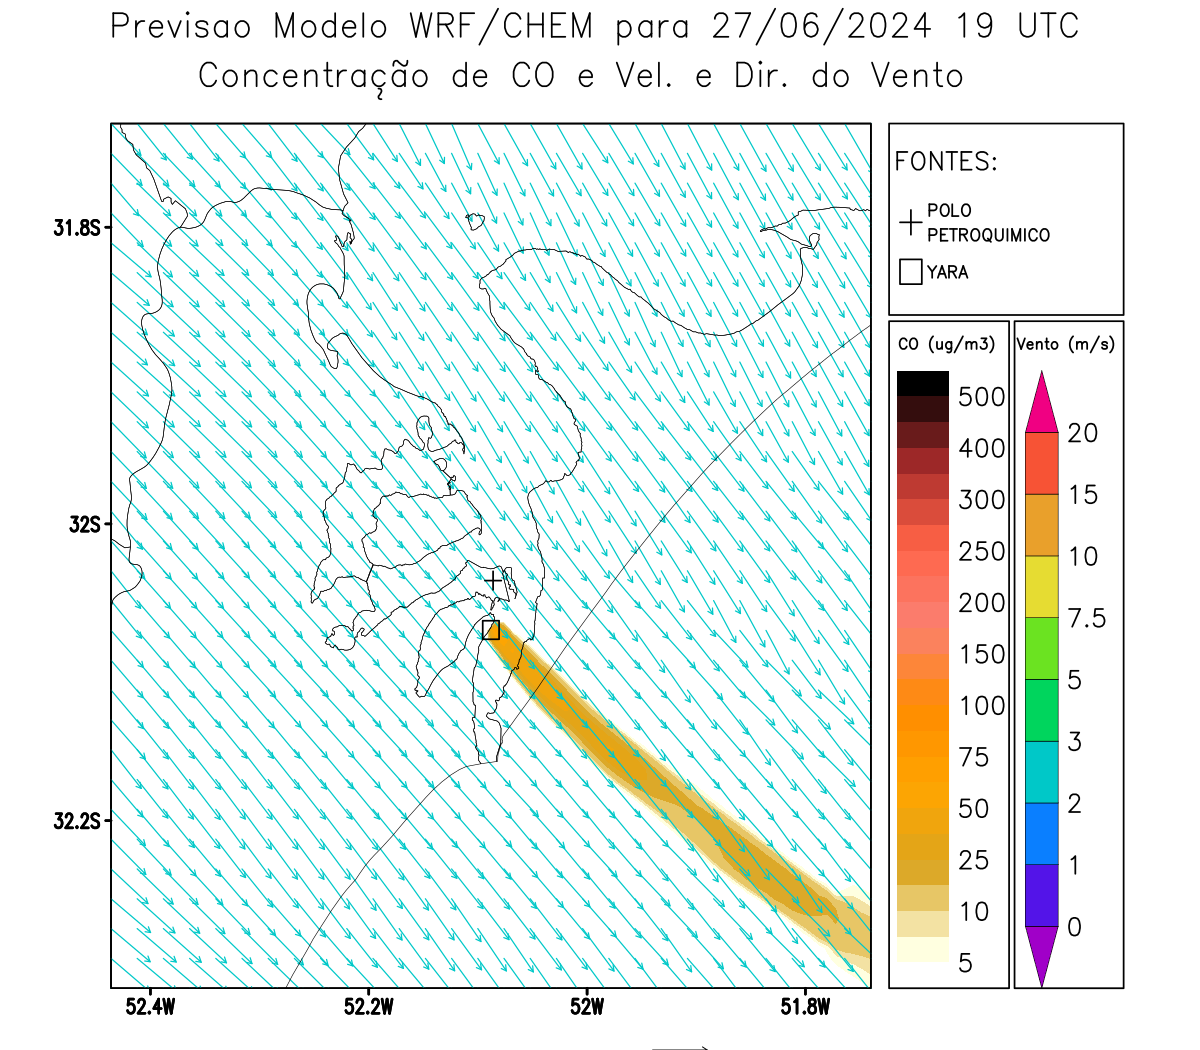 Previsao Modelo WRF/CHEM para 27/06/2024 19 UTC
Concentração de CO e Vel. e Dir. do Vento
FONTES:
POLO
PETROQUIMICO
YARA
CO (ug/m3)
500
400
300
250
200
150
100
75
50
25
10
5
Vento (m/s)
20
15
10
7.5
5
3
2
1
0
31.8S
32S
32.2S
52.4W
52.2W
52W
51.8W